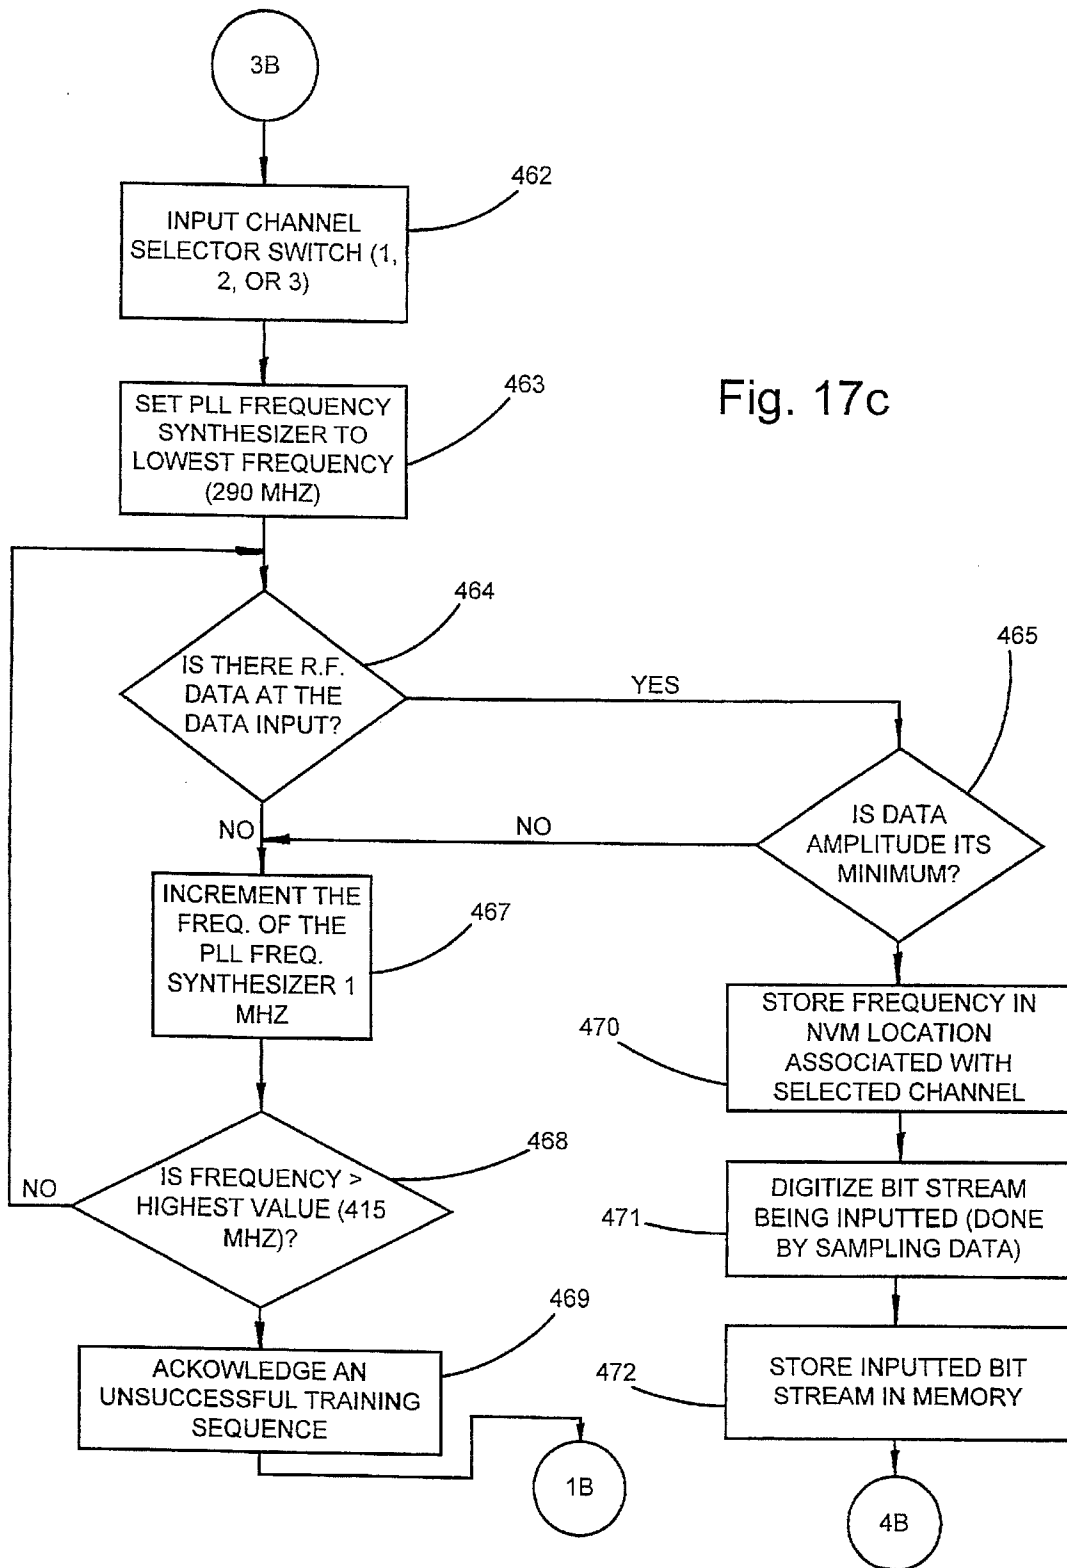 3B
462
INPUT CHANNEL
SELECTOR SWITCH (1,
2, OR 3)
463
SET PLL FREQUENCY
SYNTHESIZER TO
LOWEST FREQUENCY
(290 MHZ)
Fig. 17c
464
IS THERE R.F.
DATA AT THE
DATA INPUT?
YES
465
IS DATA
AMPLITUDE ITS
MINIMUM?
NO
NO
INCREMENT THE
FREQ. OF THE
PLL FREQ.
SYNTHESIZER 1
MHZ
467
468
IS FREQUENCY >
HIGHEST VALUE (415
MHZ)?
NO
469
ACKOWLEDGE AN
UNSUCCESSFUL TRAINING
SEQUENCE
1B
470
STORE FREQUENCY IN
NVM LOCATION
ASSOCIATED WITH
SELECTED CHANNEL
471
DIGITIZE BIT STREAM
BEING INPUTTED (DONE
BY SAMPLING DATA)
472
STORE INPUTTED BIT
STREAM IN MEMORY
4B